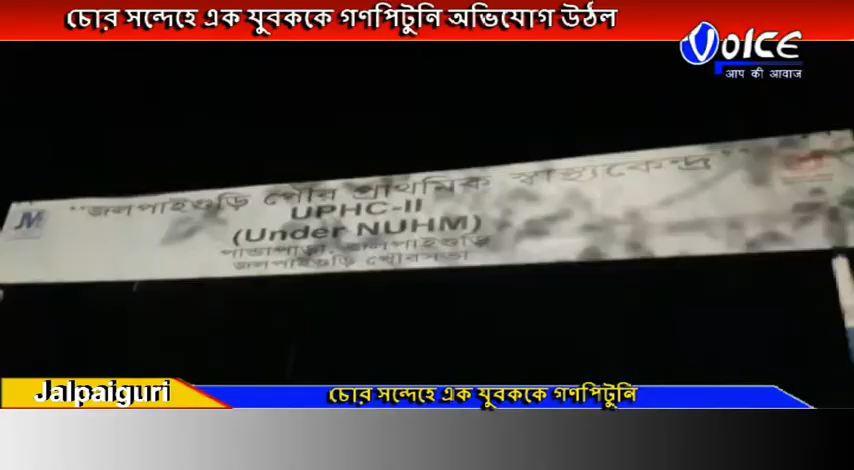 চোর সন্দেহে এক যুবককে গণপিটুনি অভিযোগ উঠল
VOICE
आप की आवाज
"জলপাইগুড়ি পৌর প্রাথমিক স্বাস্থ্যকেন্দ্র"
UPHC-II
(Under NUHM)
পান্ডাপাড়া, জলপাইগুড়ি
জলপাইগুড়ি পৌরসভা
JM
Jalpaiguri
চোর সন্দেহে এক যুবককে গণপিটুনি